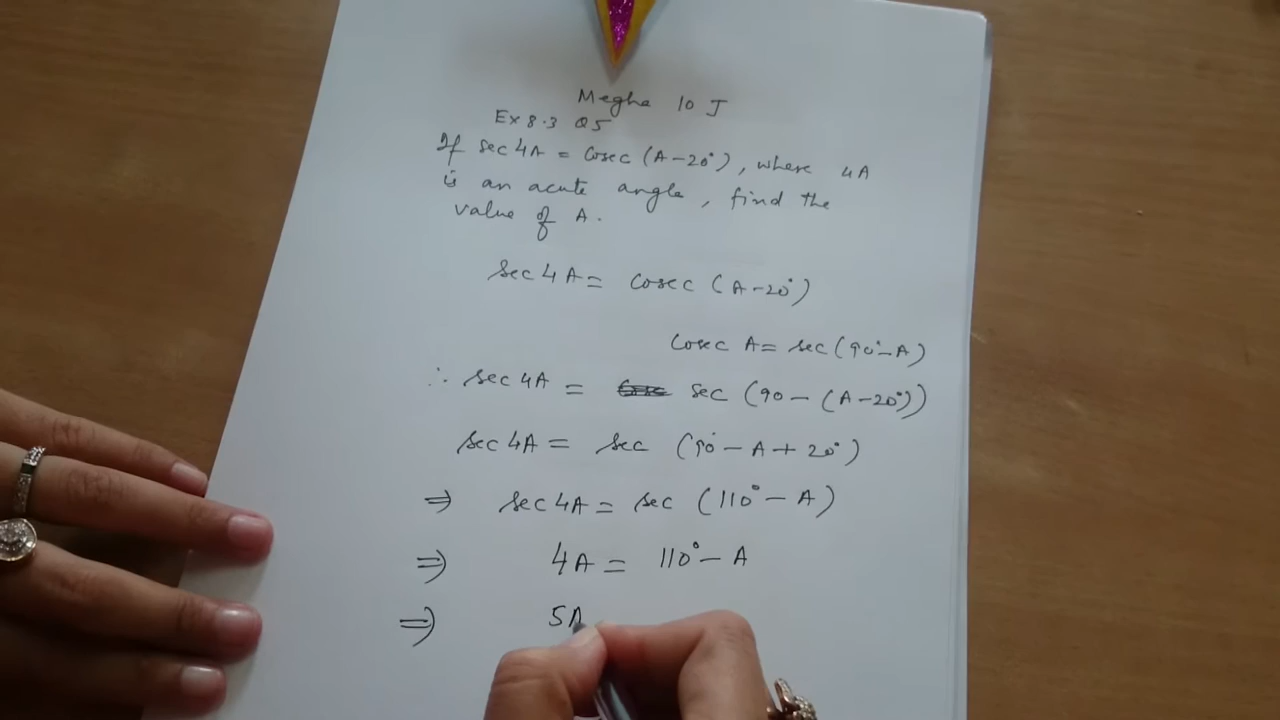 Megha 10 J
Ex 8.3 Q5
If sec 4A = cosec (A-20°), where 4A
is an acute angle, find the
value of A.
sec 4A = cosec (A-20°)
cosec A = sec (90°-A)
∴ sec 4A = sec (90 - (A-20°))
sec 4A = sec (90° - A + 20°)
⇒ sec 4A = sec (110° - A)
⇒ 4A = 110° - A
⇒ 5A